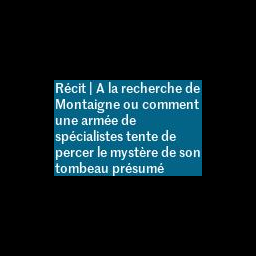 Récit | A la recherche de
Montaigne ou comment
une armée de
spécialistes tente de
percer le mystère de son
tombeau présumé